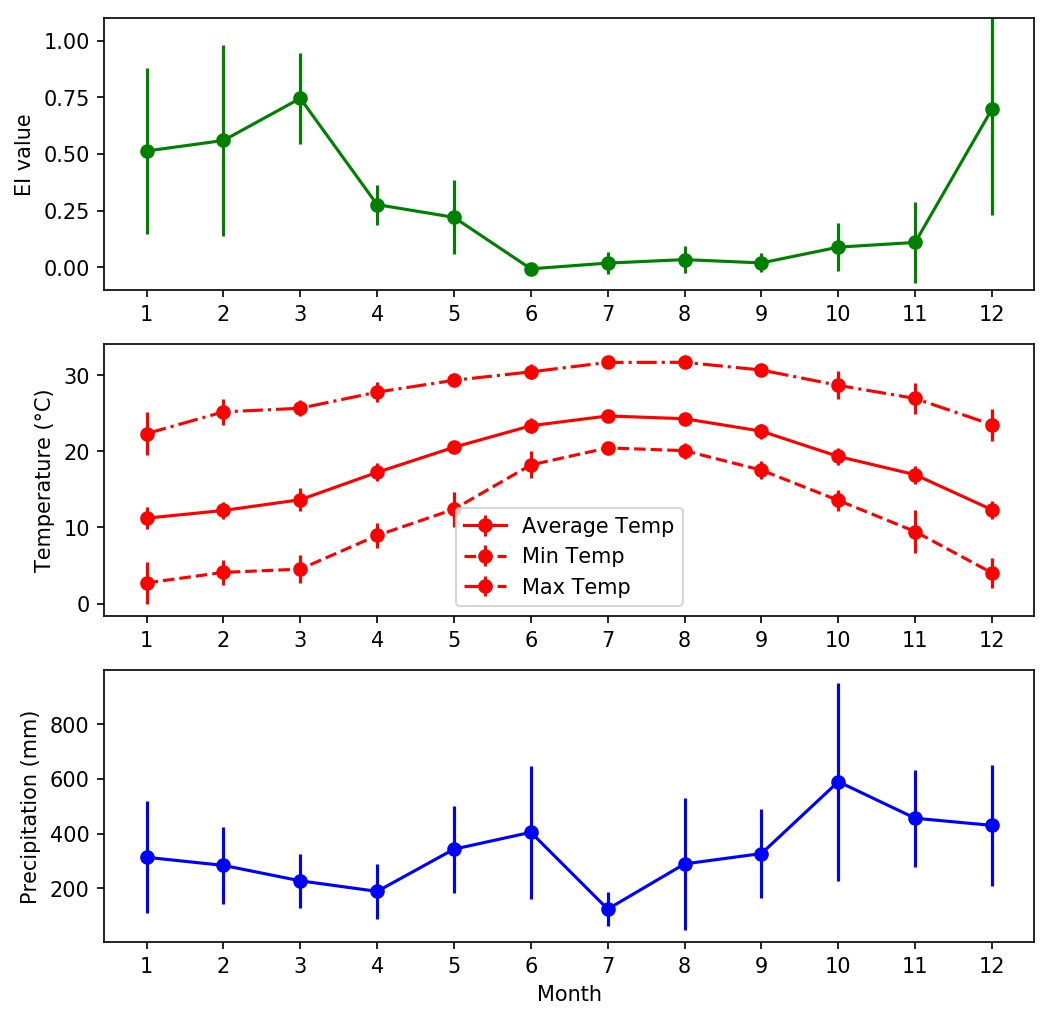 EI value
1.00
0.75
0.50
0.25
0.00
1 2 3 4 5 6 7 8 9 10 11 12
Temperature (°C)
30
20
10
0
Average Temp
Min Temp
Max Temp
1 2 3 4 5 6 7 8 9 10 11 12
Precipitation (mm)
800
600
400
200
1 2 3 4 5 6 7 8 9 10 11 12
Month